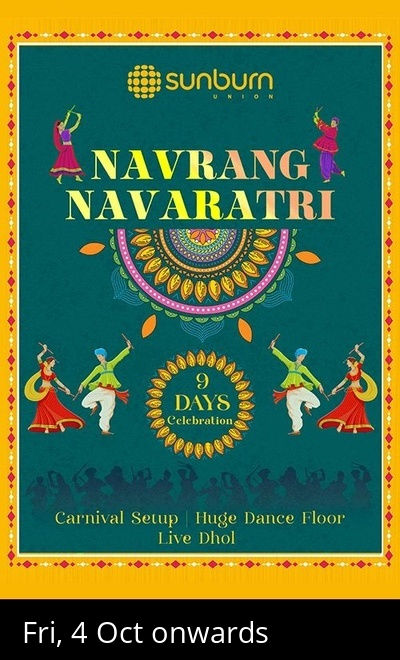 sunburn
UNION
NAVRANG
NAVARATRI
9
DAYS
Celebration
Carnival Setup | Huge Dance Floor
Live Dhol
Fri, 4 Oct onwards